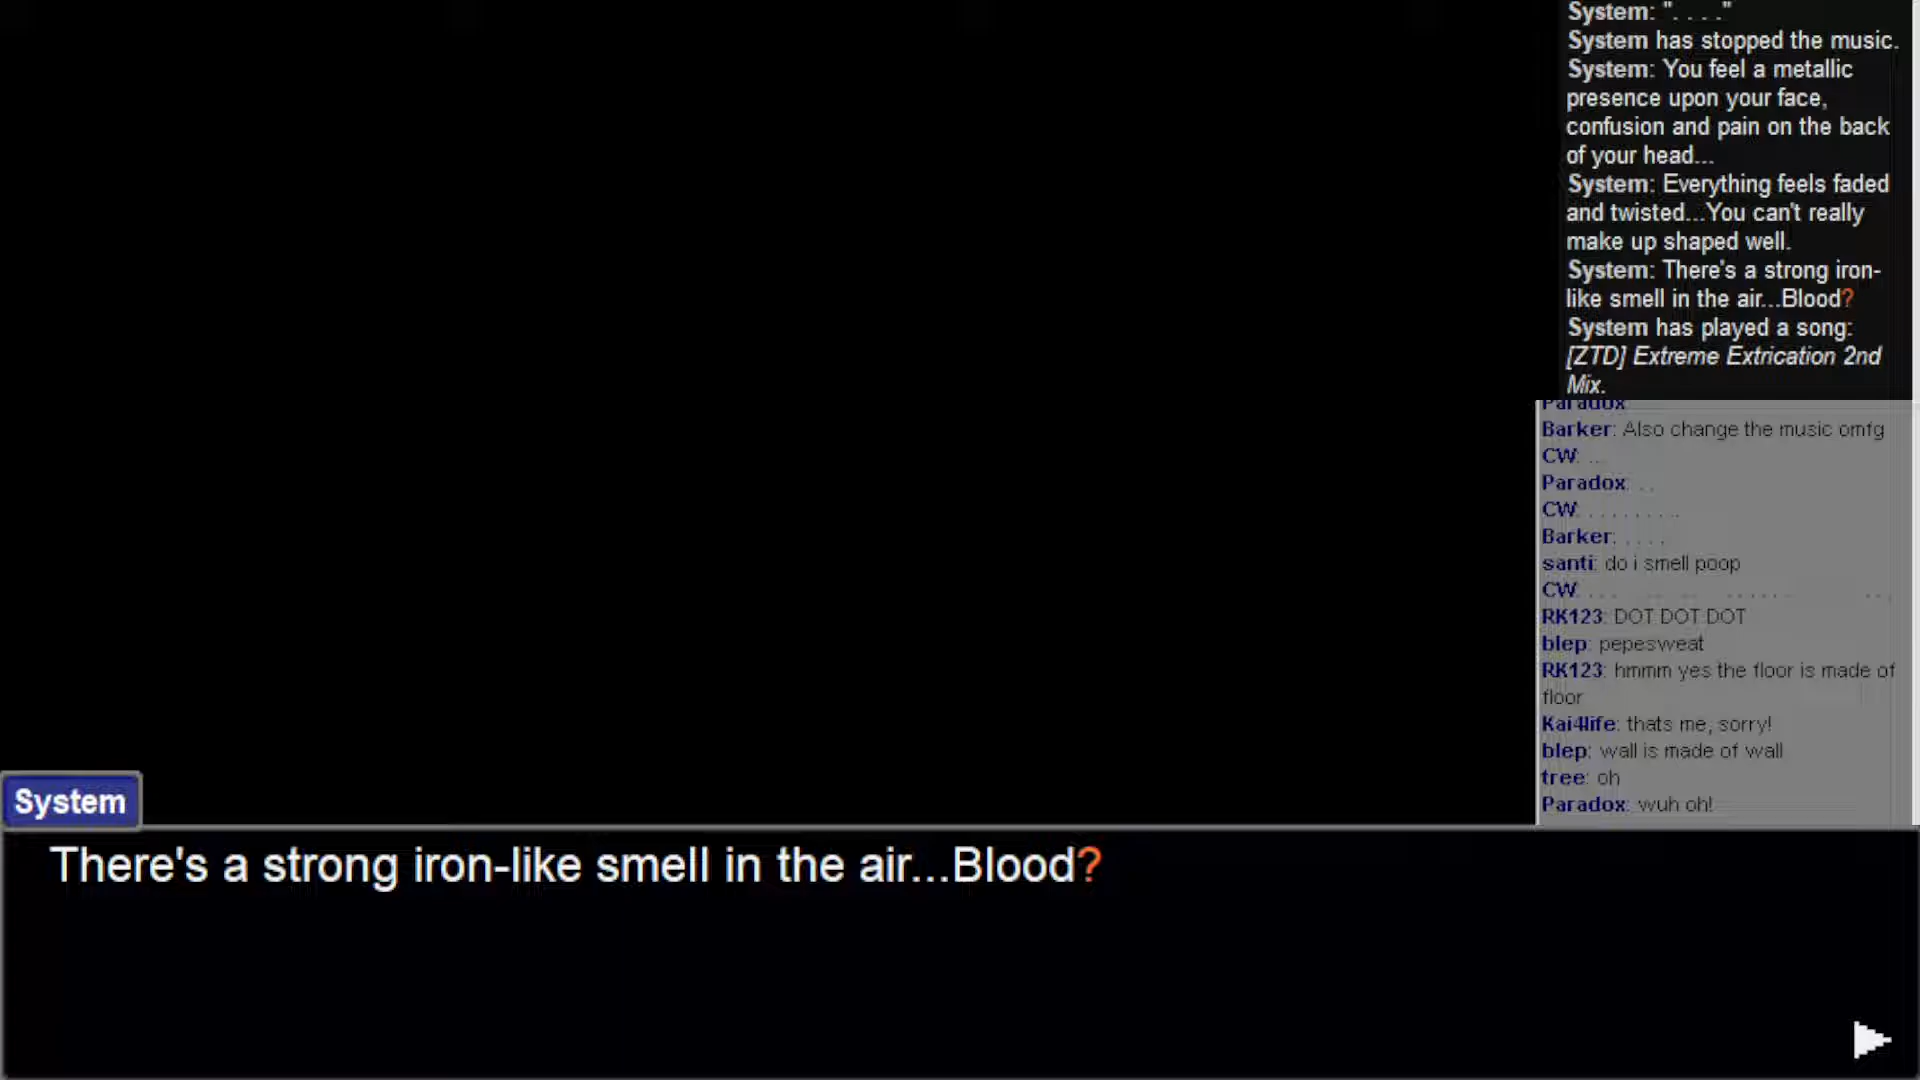 System: ". . . ."
System has stopped the music.
System: You feel a metallic
presence upon your face,
confusion and pain on the back
of your head...
System: Everything feels faded
and twisted...You can't really
make up shaped well.
System: There's a strong iron-
like smell in the air...Blood?
System has played a song:
[ZTD] Extreme Extrication 2nd
Mix.
Paradox
Barker: Also change the music omfg
CW: ...
Paradox: . .
CW: . . . . . . . ..
Barker: . . . .
santi: do i smell poop
CW:
RK123: DOT DOT DOT
blep: pepesweat
RK123: hmmm yes the floor is made of
floor
Kai4life: thats me, sorry!
blep: wall is made of wall
tree: oh
Paradox: wuh oh!
System
There's a strong iron-like smell in the air...Blood?